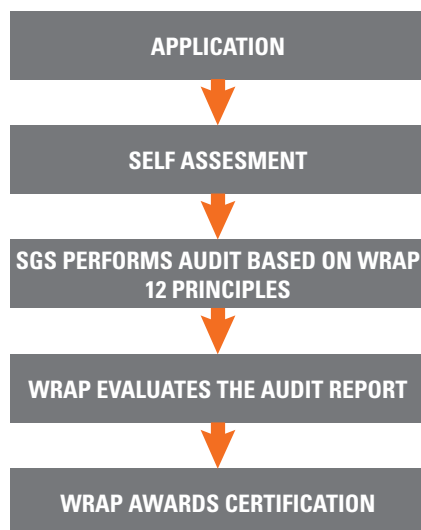 APPLICATION
SELF ASSESMENT
SGS PERFORMS AUDIT BASED ON WRAP
12 PRINCIPLES
WRAP EVALUATES THE AUDIT REPORT
WRAP AWARDS CERTIFICATION